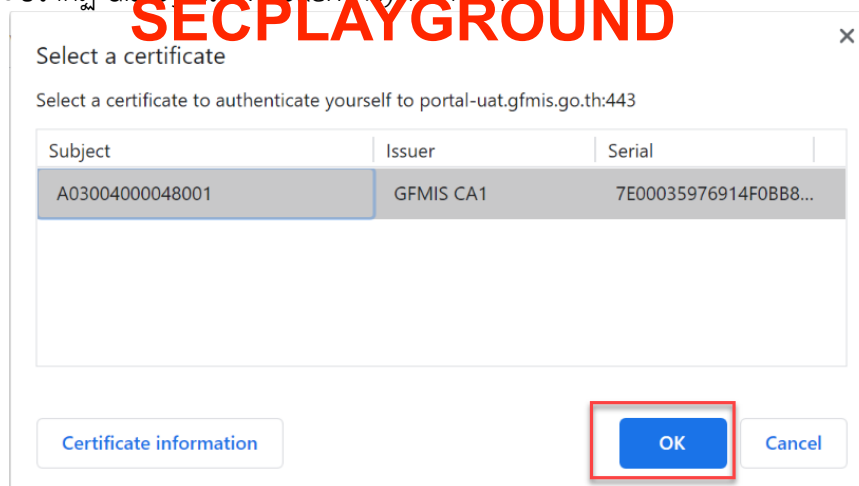 SECPLAYGROUND
Select a certificate
Select a certificate to authenticate yourself to portal-uat.gfmis.go.th:443
Subject Issuer Serial
A03004000048001 GFMIS CA1 7E00035976914F0BB8...
Certificate information OK Cancel